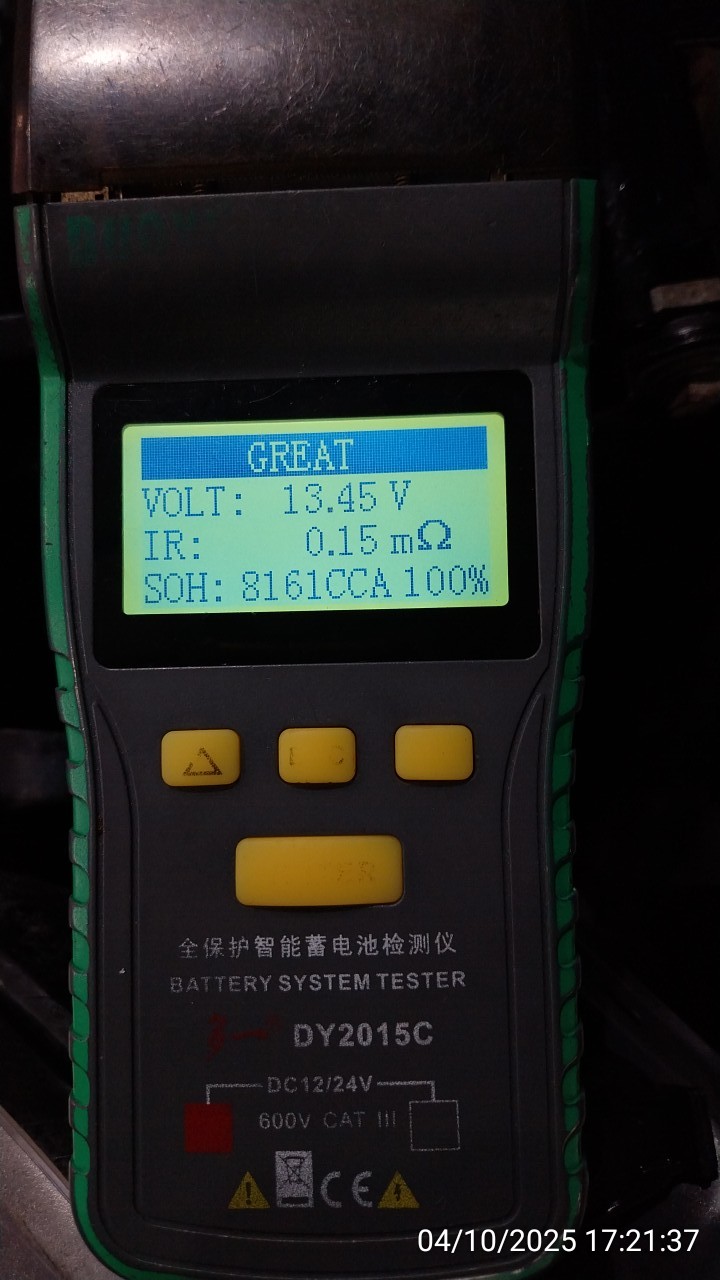 GREAT
VOLT: 13.45 V
IR: 0.15 mΩ
SOH: 8161CCA 100%
全保护智能蓄电池检测仪
BATTERY SYSTEM TESTER
DY2015C
DC12/24V
600V CAT III
CE
04/10/2025 17:21:37